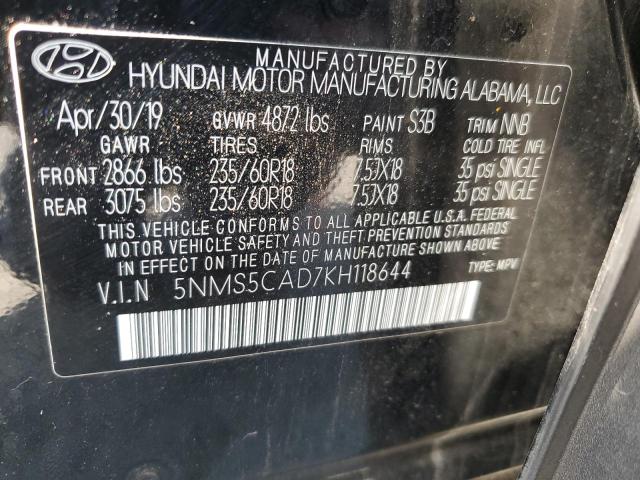 MANUFACTURED BY
HYUNDAI MOTOR MANUFACTURING ALABAMA, LLC
Apr/30/19 GVWR 4872 lbs PAINT S3B TRIM NNB
GAWR TIRES RIMS COLD TIRE INFL
FRONT 2866 lbs 235/60R18 7.5JX18 35 psi SINGLE
REAR 3075 lbs 235/60R18 7.5JX18 35 psi SINGLE
THIS VEHICLE CONFORMS TO ALL APPLICABLE U.S.A. FEDERAL
MOTOR VEHICLE SAFETY AND THEFT PREVENTION STANDARDS
IN EFFECT ON THE DATE OF MANUFACTURE SHOWN ABOVE
V.I.N 5NMS5CAD7KH118644 TYPE: MPV